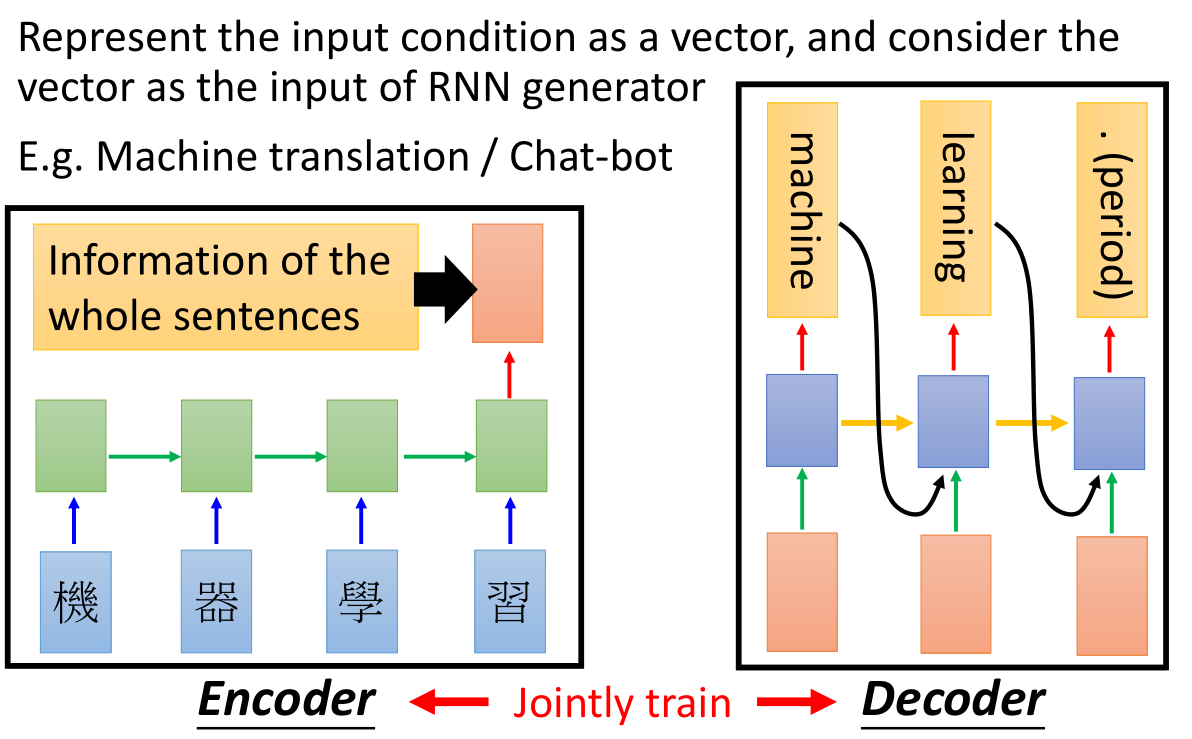 Represent the input condition as a vector, and consider the
vector as the input of RNN generator
E.g. Machine translation / Chat-bot
Information of the
whole sentences
機
器
學
習
machine
learning
. (period)
Encoder
Jointly train
Decoder